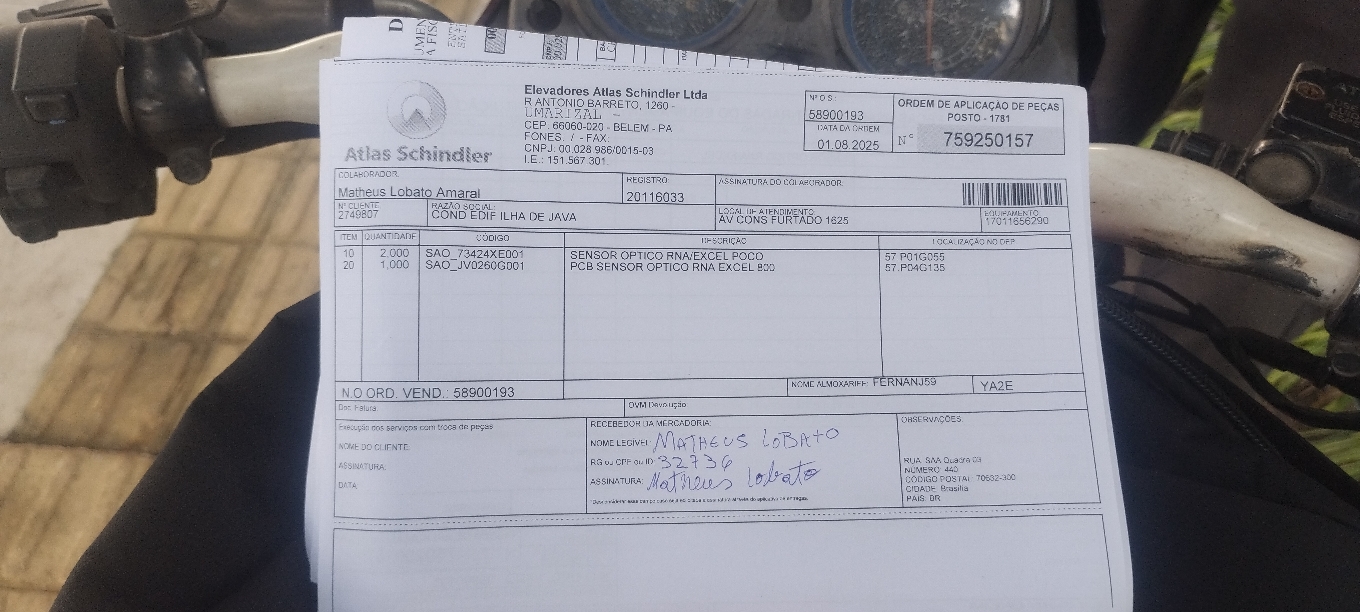 Elevadores Atlas Schindler Ltda
R ANTONIO BARRETO, 1260 -
UMARIZAL -
CEP. 66060-020 - BELEM - PA
FONES. / - FAX:
CNPJ: 00.028.986/0015-03
I.E.: 151.567.301.
Atlas Schindler
Nº O.S.:
58900193
DATA DA ORDEM
01.08.2025
ORDEM DE APLICAÇÃO DE PEÇAS
POSTO - 1781
Nº 759250157
COLABORADOR:
Matheus Lobato Amaral
REGISTRO:
20116033
ASSINATURA DO COLABORADOR:
Nº CLIENTE:
2749807
RAZÃO SOCIAL:
COND EDIF ILHA DE JAVA
LOCAL DE ATENDIMENTO:
AV CONS FURTADO 1625
EQUIPAMENTO:
17011656290
ITEM QUANTIDADE CÓDIGO DESCRIÇÃO LOCALIZAÇÃO NO DEP
10 2,000 SAO_73424XE001 SENSOR OPTICO RNA/EXCEL POCO 57.P01G055
20 1,000 SAO_JV0260G001 PCB SENSOR OPTICO RNA EXCEL 800 57.P04G135
N.O ORD. VEND.: 58900193
NOME ALMOXARIFE: FERNANJ59
YA2E
Doc. Fatura:
OVM Devolução
Execução dos serviços com troca de peças
NOME DO CLIENTE:
ASSINATURA:
DATA:
RECEBEDOR DA MERCADORIA:
NOME LEGÍVEL: MATHEUS LOBATO
RG ou CPF ou ID: 32736
ASSINATURA: Matheus Lobato
OBSERVAÇÕES:
RUA: SAA Quadra 03
NÚMERO: 440
CÓDIGO POSTAL: 70632-300
CIDADE: Brasília
PAIS: BR